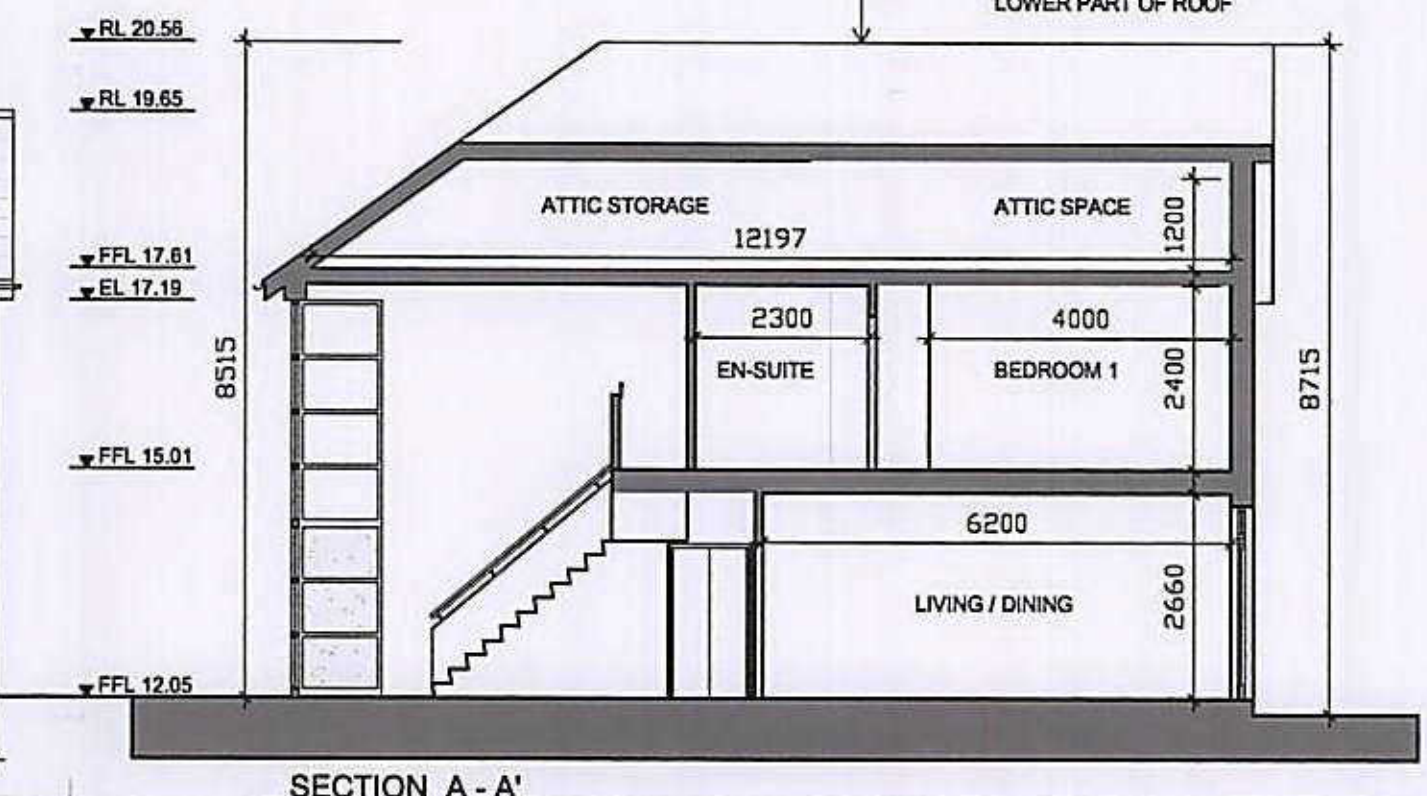 LOWER PART OF ROOF
RL 20.56
RL 19.65
ATTIC STORAGE
ATTIC SPACE
1200
12197
FFL 17.61
EL 17.19
2300
4000
8515
EN-SUITE
BEDROOM 1
2400
8715
FFL 15.01
6200
LIVING / DINING
2660
FFL 12.05
SECTION A - A'